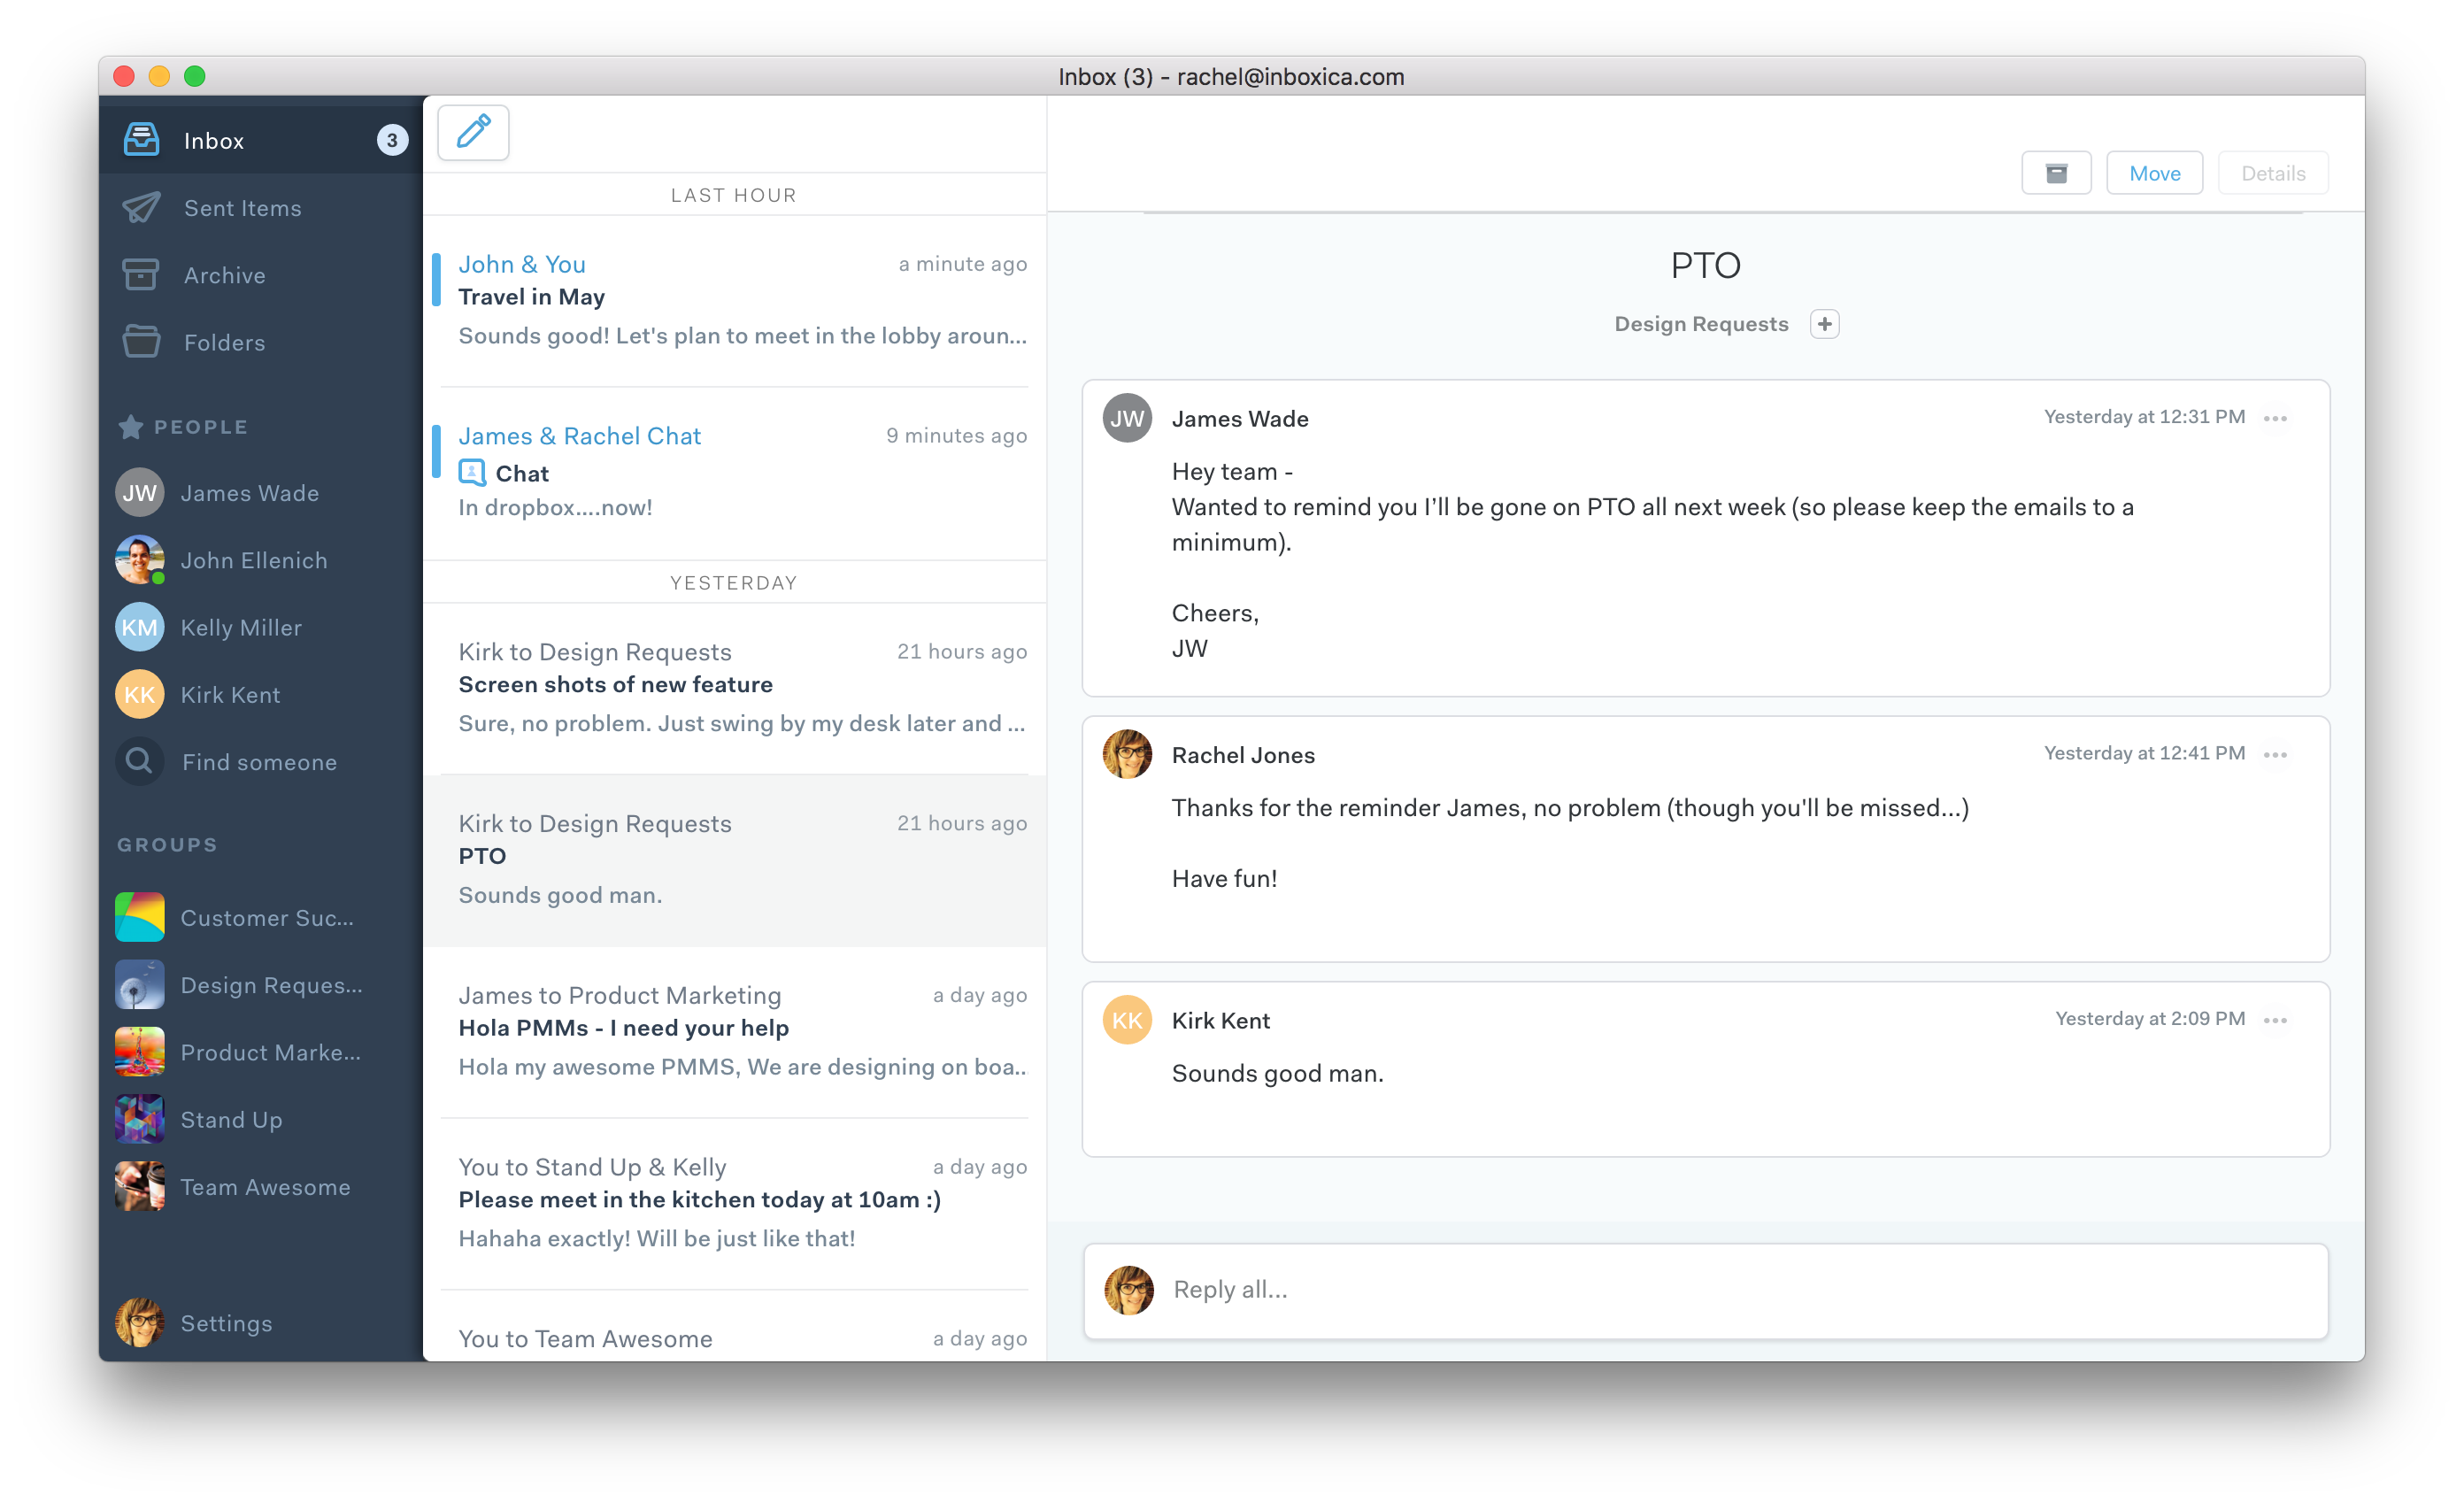 Inbox (3) - rachel@inboxica.com
Inbox
3
Sent Items
Archive
Folders
PEOPLE
JW
James Wade
John Ellenich
KM
Kelly Miller
KK
Kirk Kent
Find someone
GROUPS
Customer Suc...
Design Reques...
Product Marke...
Stand Up
Team Awesome
Settings
LAST HOUR
John & You
a minute ago
Travel in May
Sounds good! Let's plan to meet in the lobby aroun...
James & Rachel Chat
9 minutes ago
Chat
In dropbox....now!
YESTERDAY
Kirk to Design Requests
21 hours ago
Screen shots of new feature
Sure, no problem. Just swing by my desk later and ...
Kirk to Design Requests
21 hours ago
PTO
Sounds good man.
James to Product Marketing
a day ago
Hola PMMs - I need your help
Hola my awesome PMMS, We are designing on boa..
You to Stand Up & Kelly
a day ago
Please meet in the kitchen today at 10am :)
Hahaha exactly! Will be just like that!
You to Team Awesome
a day ago
Move
Details
PTO
Design Requests
JW
James Wade
Yesterday at 12:31 PM
Hey team -
Wanted to remind you I’ll be gone on PTO all next week (so please keep the emails to a
minimum).
Cheers,
JW
Rachel Jones
Yesterday at 12:41 PM
Thanks for the reminder James, no problem (though you'll be missed...)
Have fun!
KK
Kirk Kent
Yesterday at 2:09 PM
Sounds good man.
Reply all...